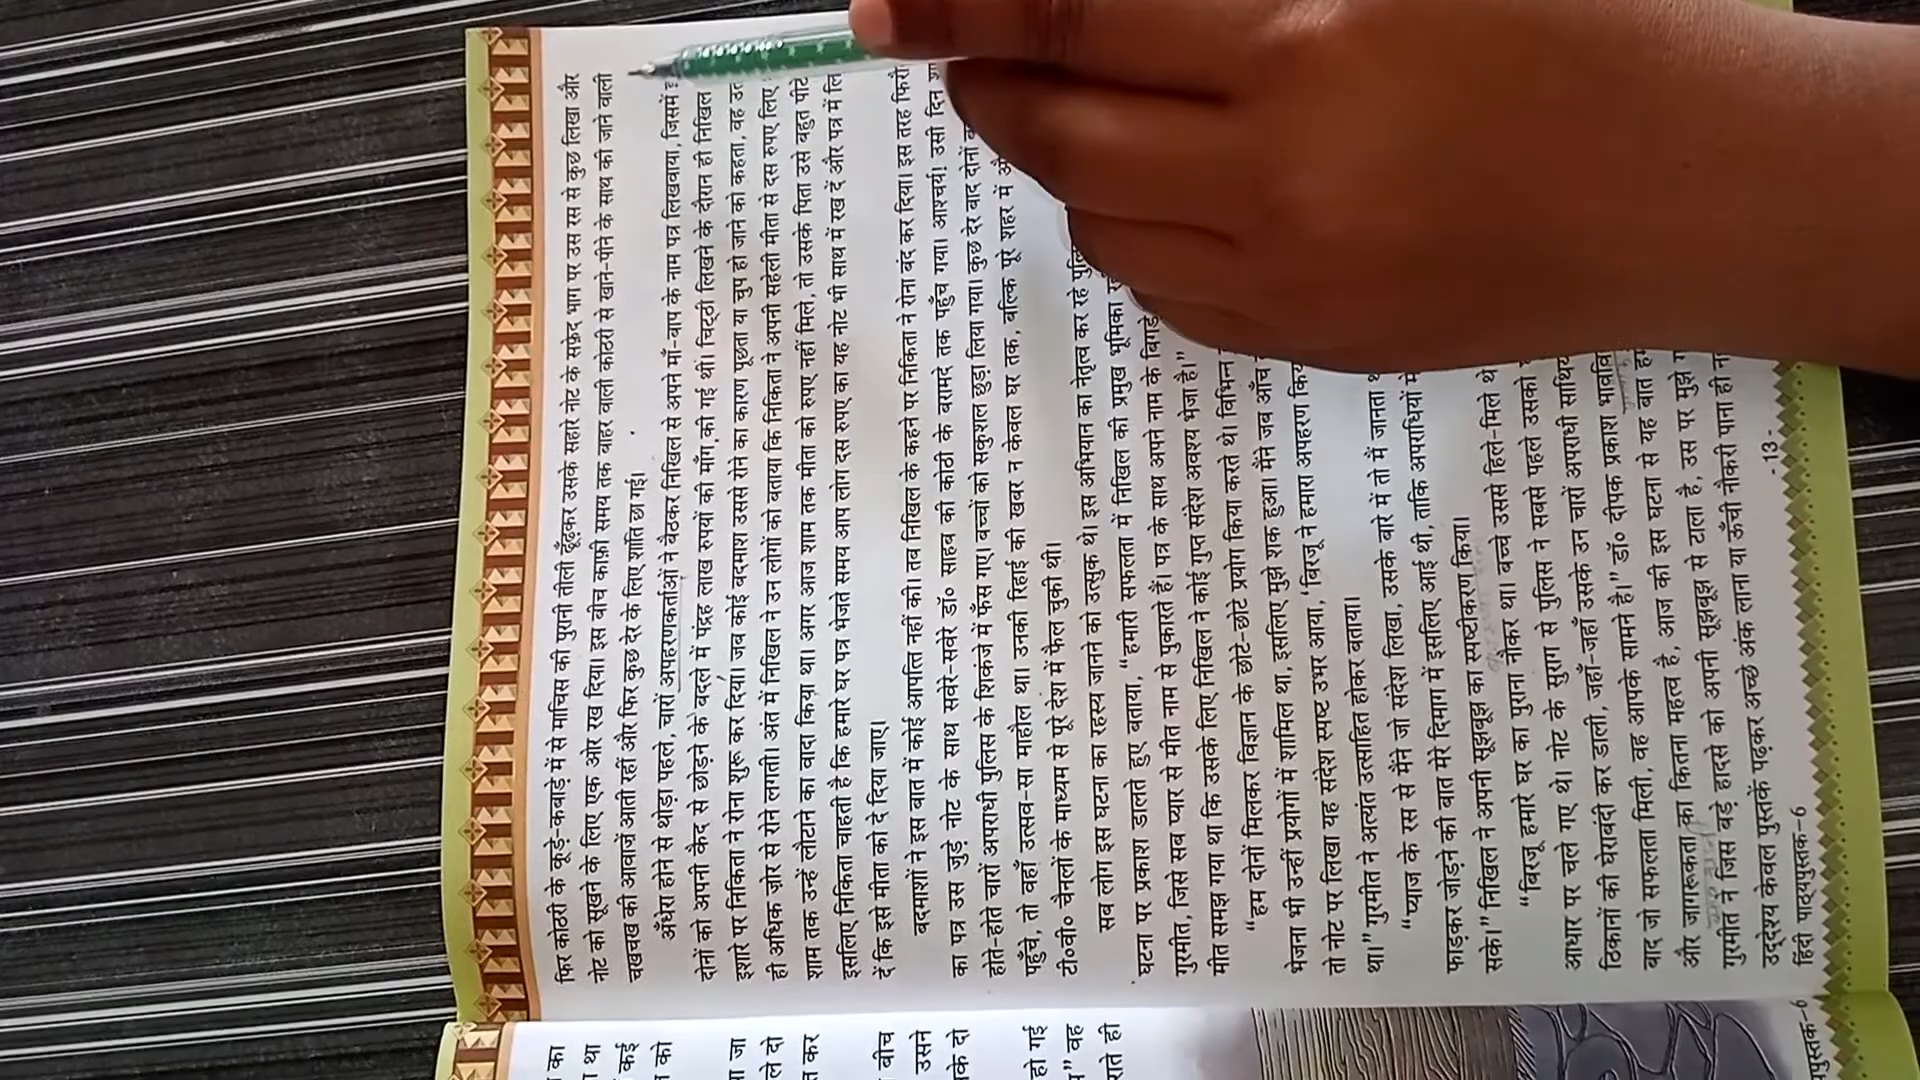 फिर कोठरी के कूड़े-कबाड़े में से माचिस की पुरानी तीली ढूँढ़कर उसके सहारे नोट के सफ़ेद भाग पर उस रस से कुछ लिखा और
नोट को सूखने के लिए एक ओर रख दिया। इस बीच काफ़ी समय तक बाहर वाली कोठरी से खाने-पीने के साथ की जाने वाली
चखचख की आवाज़ें आती रहीं और फिर कुछ देर के लिए शांति छा गई।
अँधेरा होने से थोड़ा पहले, चारों अपहरणकर्ताओं ने बैठकर निखिल से अपने माँ-बाप के नाम पत्र लिखवाया, जिसमें
दोनों को अपनी कैद से छोड़ने के बदले में पंद्रह लाख रुपयों की माँग की गई थी। चिट्ठी लिखने के दौरान ही निखिल
इशारे पर निकिता ने रोना शुरू कर दिया। जब कोई बदमाश उससे रोने का कारण पूछता या चुप हो जाने को कहता, वह
ही अधिक ज़ोर से रोने लगती। अंत में निखिल ने उन लोगों को बताया कि निकिता ने अपनी सहेली मीता से दस रुपए लिए
शाम तक उन्हें लौटाने का वादा किया था। अगर आज शाम तक मीता को रुपए नहीं मिले, तो उसके पिता उसे बहुत पीटे
इसलिए निकिता चाहती है कि हमारे घर पत्र भेजते समय आप लोग दस रुपए का यह नोट भी साथ में रख दें और पत्र में
दें कि इसे मीता को दे दिया जाए।
बदमाशों ने इस बात में कोई आपत्ति नहीं की। तब निखिल के कहने पर निकिता ने रोना बंद कर दिया। इस तरह फिरौ
का पत्र उस जुड़े नोट के साथ सवेरे-सवेरे डॉ० साहब की कोठी के बरामदे तक पहुँच गया। आश्चर्य! उसी दिन
होते-होते चारों अपराधी पुलिस के शिकंजे में फँस गए। बच्चों को सकुशल छुड़ा लिया गया। कुछ देर बाद दोनों
पहुँचे, तो वहाँ उत्सव-सा माहौल था। उनकी रिहाई की खबर न केवल घर तक, बल्कि पूरे शहर में
टी०वी० चैनलों के माध्यम से पूरे देश में फैल चुकी थी।
सब लोग इस घटना का रहस्य जानने को उत्सुक थे। इस अभियान का नेतृत्व कर रहे
घटना पर प्रकाश डालते हुए बताया, "हमारी सफलता में निखिल की प्रमुख भूमिका
गुरमीत, जिसे सब प्यार से मीत नाम से पुकारते हैं। पत्र के साथ अपने नाम के बिगड़े
मीत समझ गया था कि उसके लिए निखिल ने कोई गुप्त संदेश अवश्य भेजा है।"
"हम दोनों मिलकर विज्ञान के छोटे-छोटे प्रयोग किया करते थे। विभिन्न
भेजना भी उन्हीं प्रयोगों में शामिल था, इसलिए मुझे शक हुआ। मैंने जब आँच
तो नोट पर लिखा यह संदेश स्पष्ट उभर आया, 'बिरजू ने हमारा अपहरण
था।" गुरमीत ने अत्यंत उत्साहित होकर बताया।
"प्याज के रस से मैंने जो संदेश लिखा, उसके बारे में तो मैं जानता
फाड़कर जोड़ने की बात मेरे दिमाग में इसलिए आई थी, ताकि अपराधियों
सके।" निखिल ने अपनी सूझबूझ का स्पष्टीकरण किया।
"बिरजू हमारे घर का पुराना नौकर था। बच्चे उससे हिले-मिले थे
आधार पर चले गए थे। नोट के सुराग से पुलिस ने सबसे पहले उसको
ठिकानों की घेराबंदी कर डाली, जहाँ-जहाँ उसके उन चारों अपराधी
बाद जो सफलता मिली, वह आपके सामने है।" डॉ० दीपक प्रकाश
और जागरूकता का कितना महत्व है, आज की इस घटना से यह बात
गुरमीत ने जिस बड़े हादसे को अपनी सूझबूझ से टाला है, उस पर मुझे
उद्देश्य केवल पुस्तकें पढ़कर अच्छे अंक लाना या ऊँची नौकरी पाना ही
हिंदी पाठ्यपुस्तक-6
- 13 -
का
था
कई
को
जा
ले दो
कर
बीच
उसने
के दो
हो गई
वह
ही